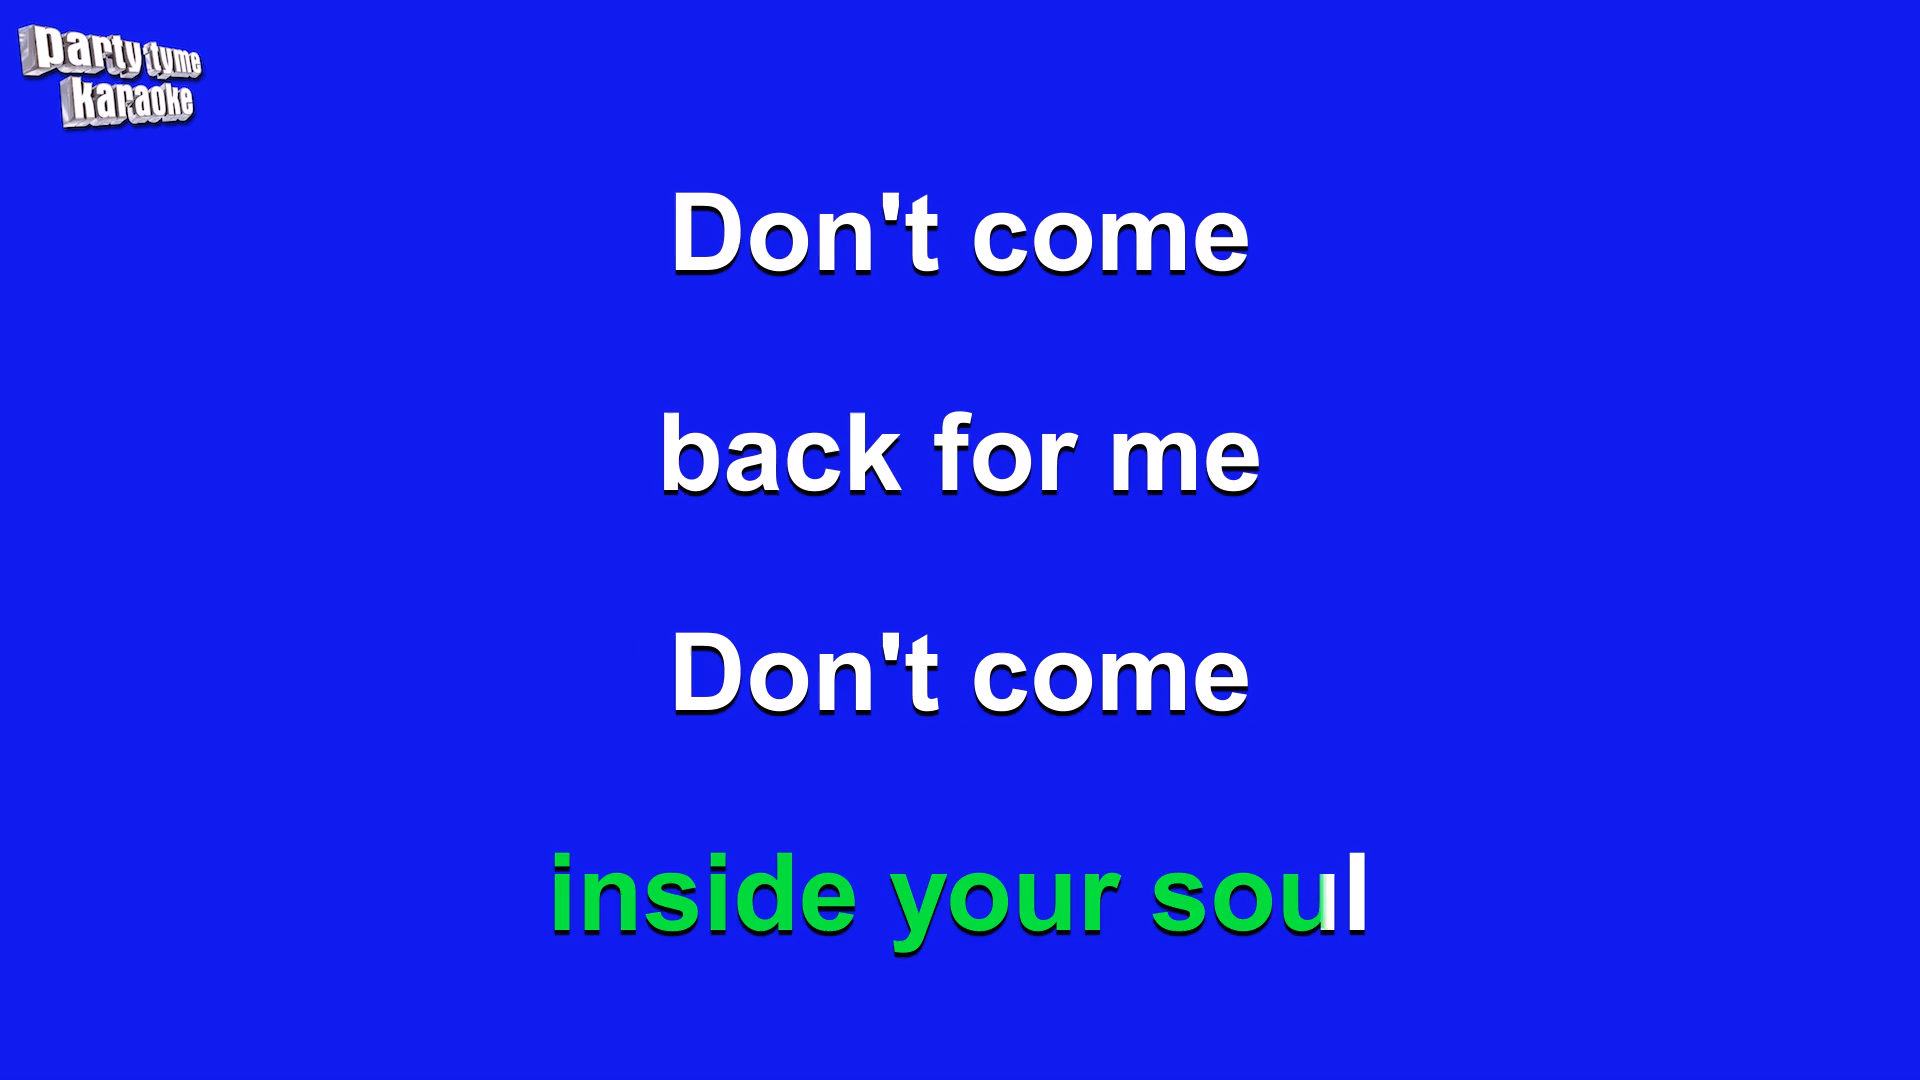 party tyme
karaoke
Don't come
back for me
Don't come
inside your soul